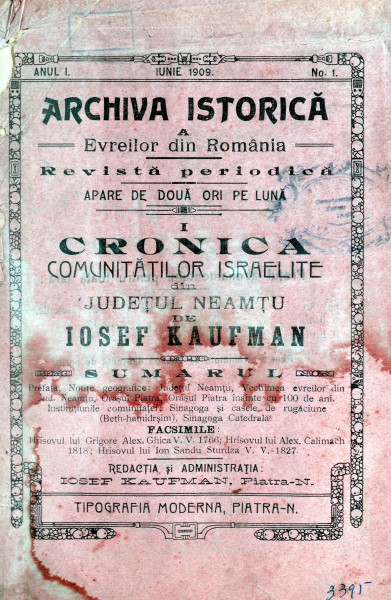 ANUL I. IUNIE 1909. No. 1.
ARCHIVA ISTORICĂ
A
Evreilor din România
Revistă periodică
APARE DE DOUĂ ORI PE LUNĂ
I
CRONICA
COMUNITĂȚILOR ISRAELITE
din
JUDEȚUL NEAMȚU
DE
IOSEF KAUFMAN
SUMARUL
Prefața, Noute geografice: Județul Neamțu, Vechimea evreilor din
jud. Neamțu, Orașul Piatra, Orașul Piatra înainte cu 100 de ani.
Instituțiunile comunităței: Sinagoga și casele de rugăciune
(Beth-hamidrșim), Sinagoga Catedrală
FACSIMILE:
Hrisovul lui Grigore Alex. Ghica V. V. 1766; Hrisovul lui Alex. Calimach
1818; Hrisovul lui Ion Sandu Sturdza V. V. 1827.
REDACȚIA și ADMINISTRAȚIA:
IOSEF KAUFMAN, Piatra-N.
TIPOGRAFIA MODERNA, PIATRA-N.
3395